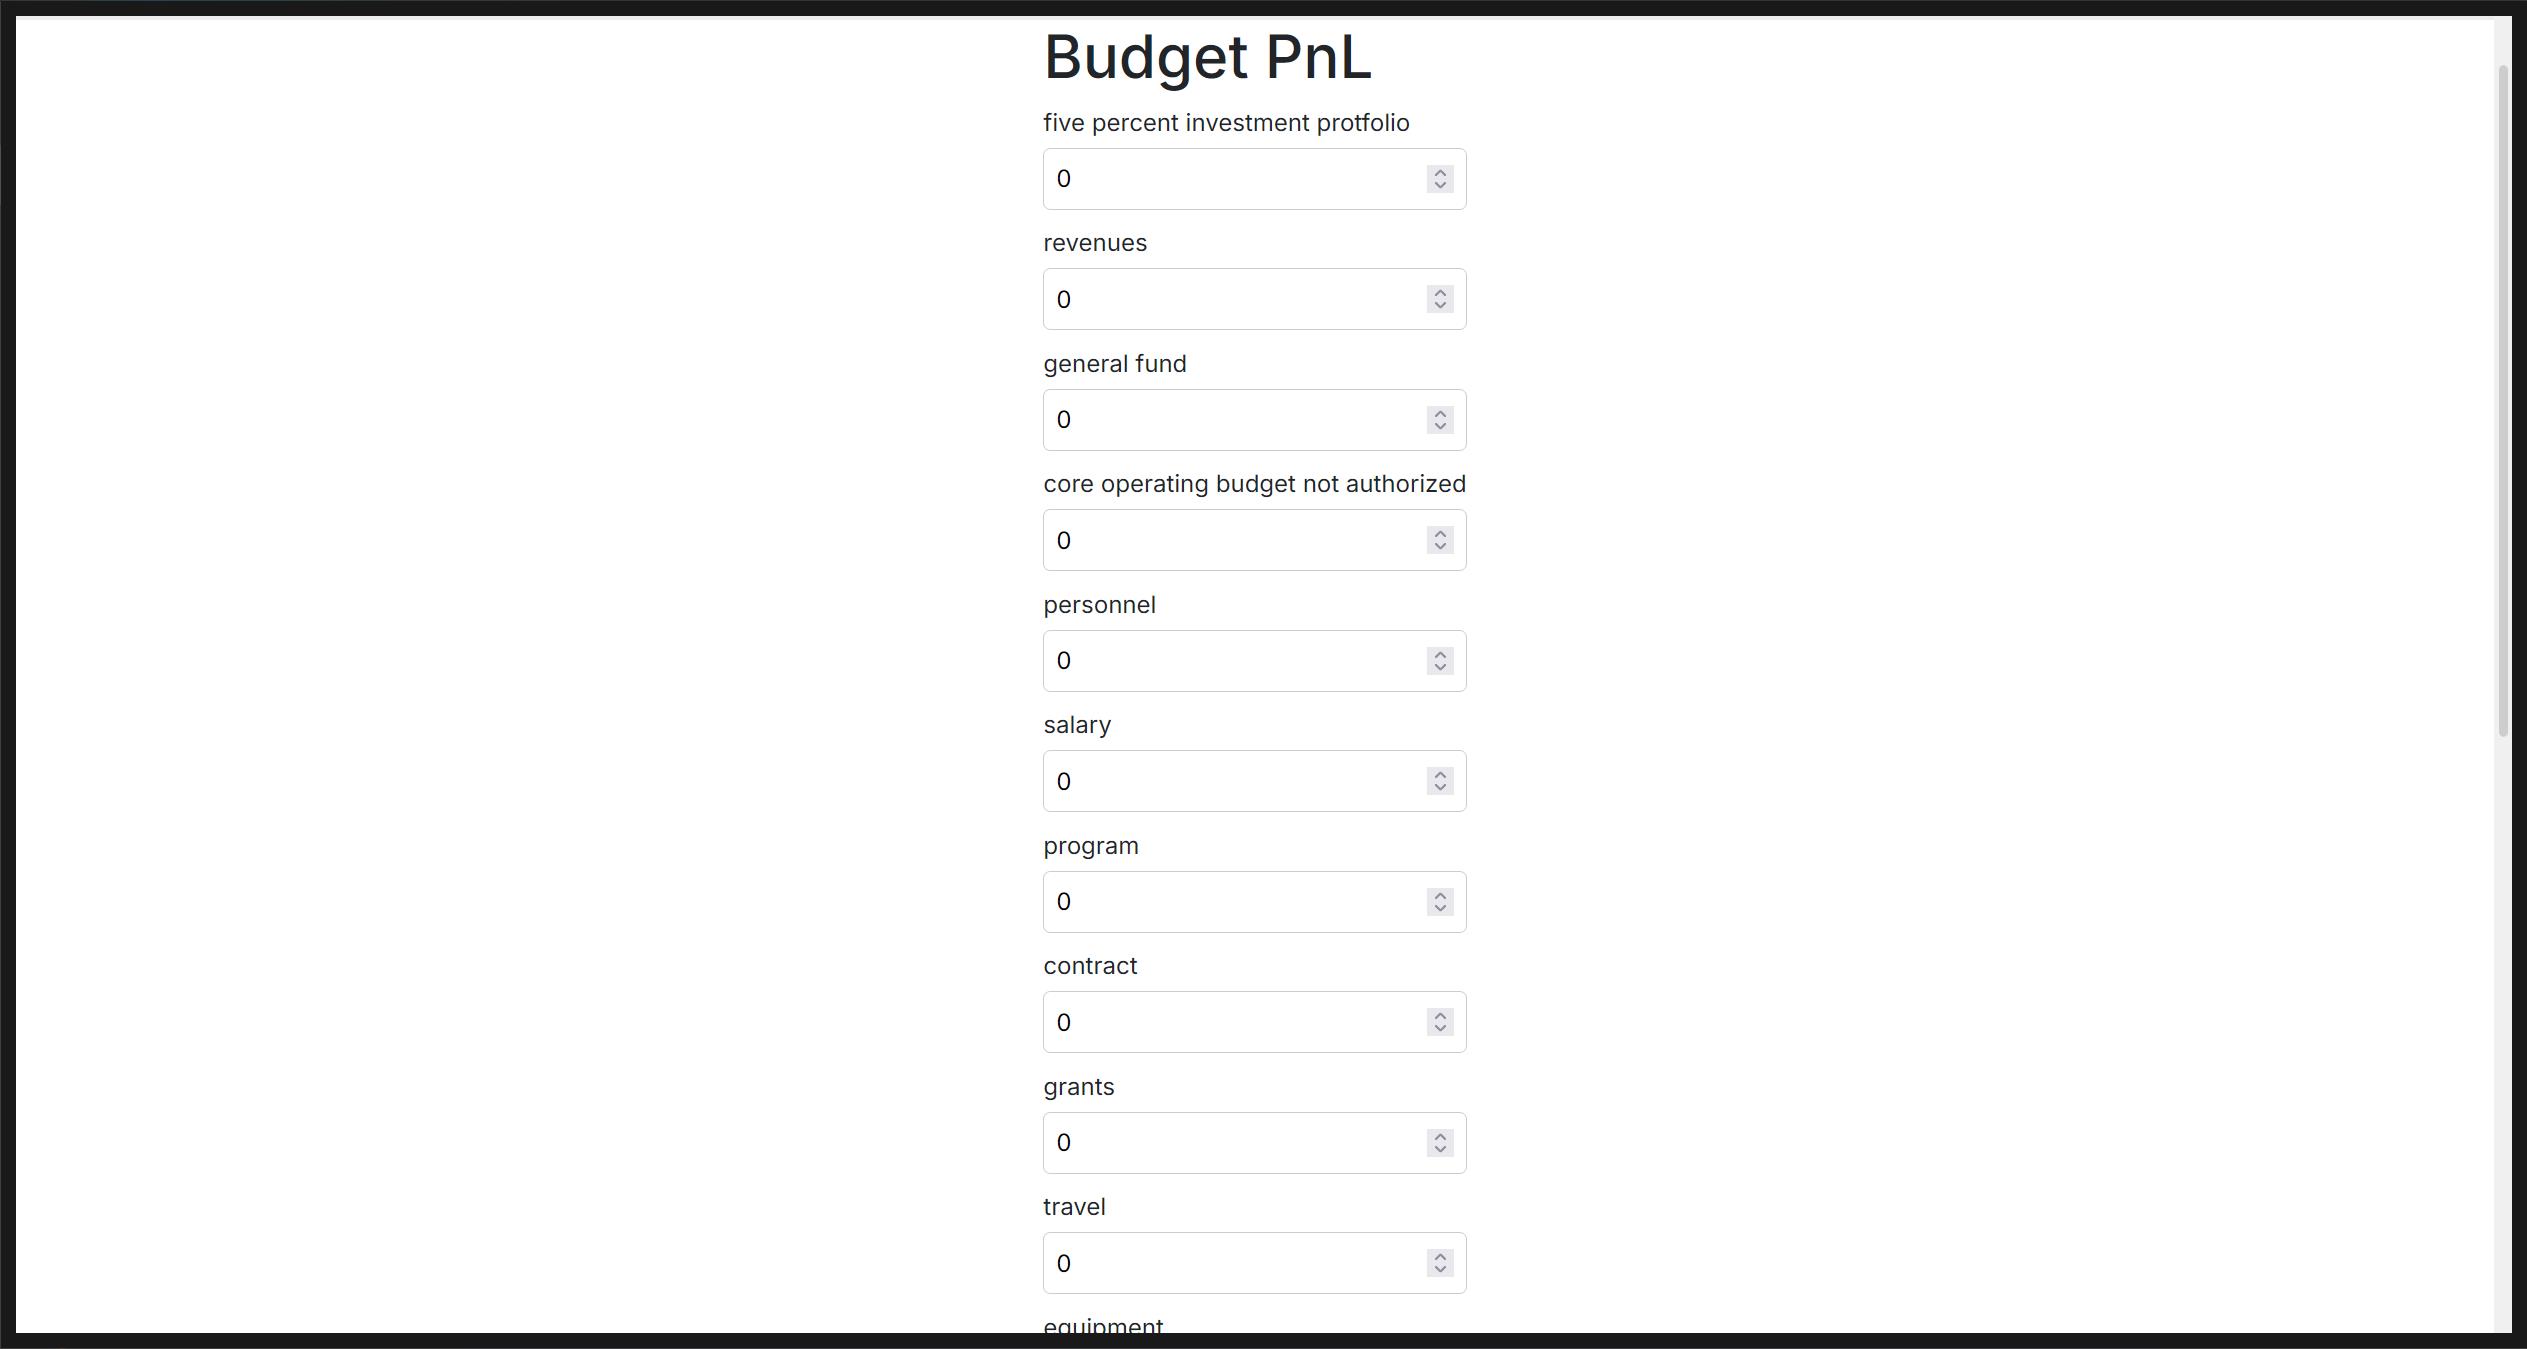 Budget PnL
five percent investment protfolio
0
revenues
0
general fund
0
core operating budget not authorized
0
personnel
0
salary
0
program
0
contract
0
grants
0
travel
0
equipment